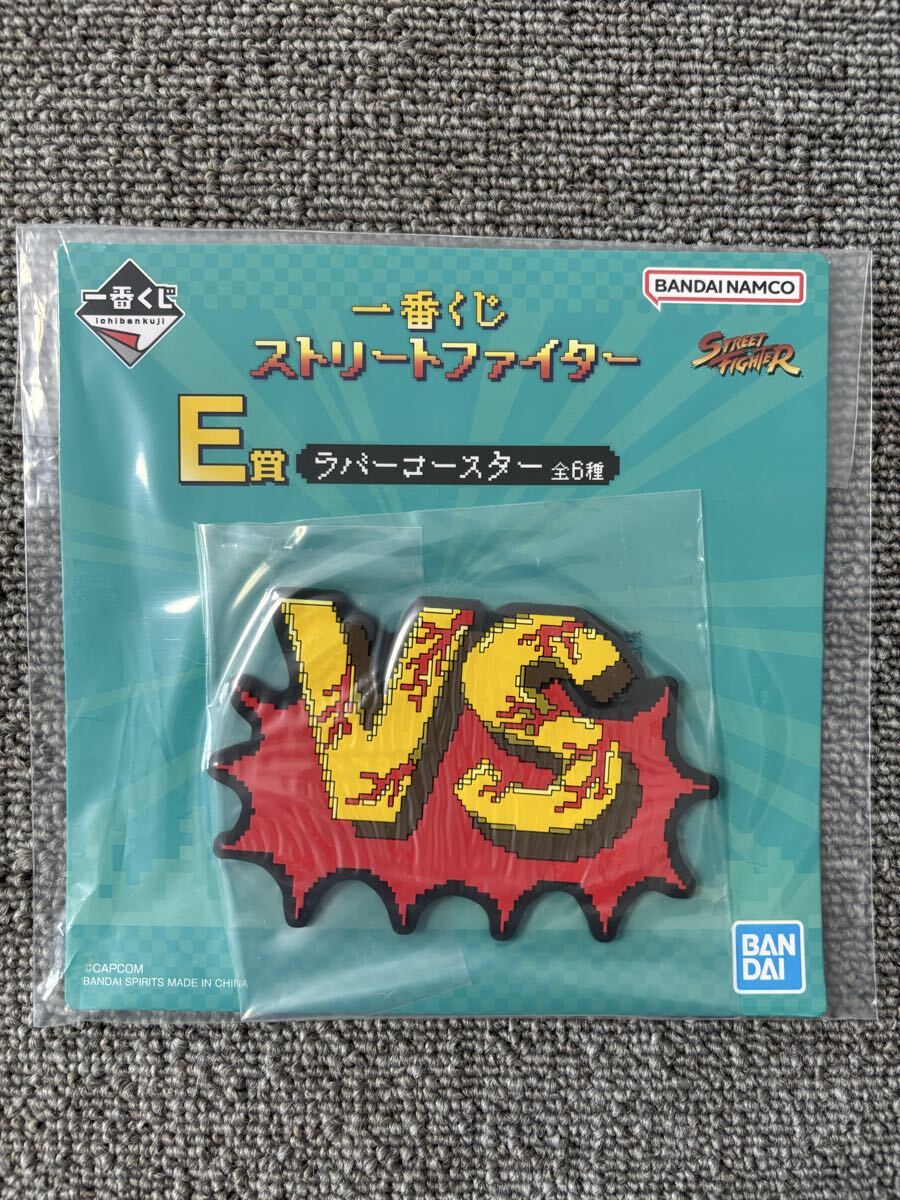 一番くじ
ichibankuji
BANDAI NAMCO
一番くじ
ストリートファイター
STREET FIGHTER
E賞 ラバーコースター 全6種
VS
©CAPCOM
BANDAI SPIRITS MADE IN CHINA
BAN
DAI